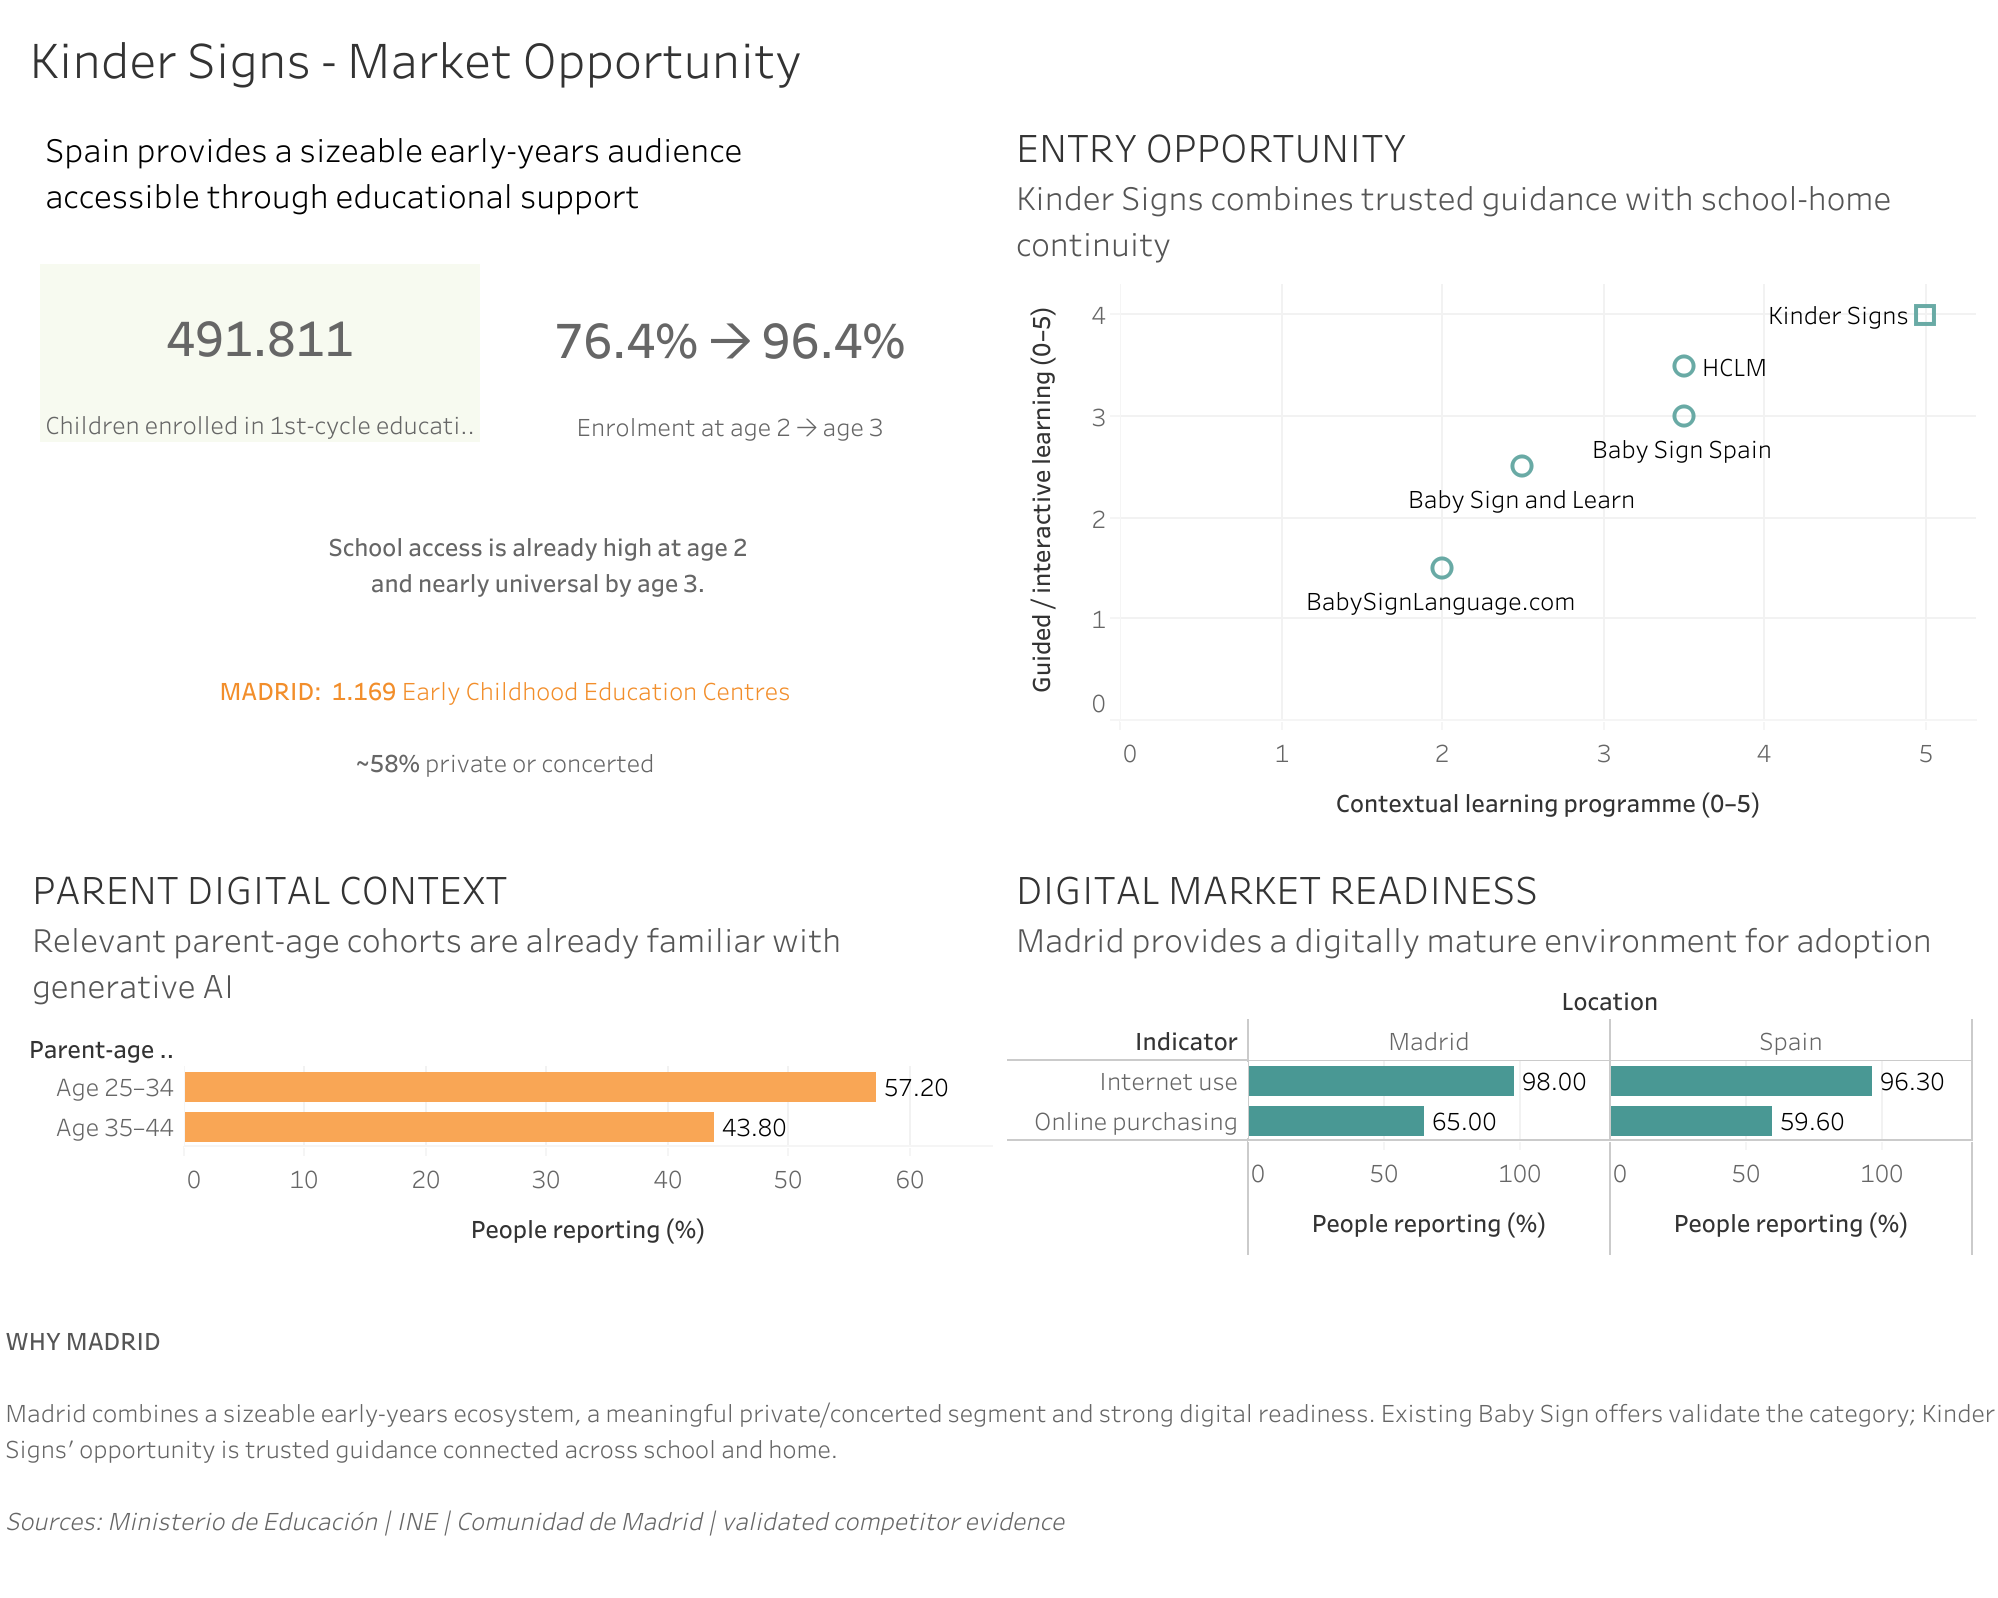 Kinder Signs - Market Opportunity
Spain provides a sizeable early-years audience
accessible through educational support
491.811
Children enrolled in 1st-cycle educati..
76.4% → 96.4%
Enrolment at age 2 → age 3
School access is already high at age 2
and nearly universal by age 3.
MADRID: 1.169 Early Childhood Education Centres
~58% private or concerted
ENTRY OPPORTUNITY
Kinder Signs combines trusted guidance with school-home
continuity
Guided / interactive learning (0–5)
4
3
2
1
0
Kinder Signs
HCLM
Baby Sign Spain
Baby Sign and Learn
BabySignLanguage.com
0 1 2 3 4 5
Contextual learning programme (0–5)
PARENT DIGITAL CONTEXT
Relevant parent-age cohorts are already familiar with
generative AI
Parent-age ..
Age 25–34 57.20
Age 35–44 43.80
0 10 20 30 40 50 60
People reporting (%)
DIGITAL MARKET READINESS
Madrid provides a digitally mature environment for adoption
Location
Indicator Madrid Spain
Internet use 98.00 96.30
Online purchasing 65.00 59.60
0 50 100 0 50 100
People reporting (%) People reporting (%)
WHY MADRID
Madrid combines a sizeable early-years ecosystem, a meaningful private/concerted segment and strong digital readiness. Existing Baby Sign offers validate the category; Kinder
Signs’ opportunity is trusted guidance connected across school and home.
Sources: Ministerio de Educación | INE | Comunidad de Madrid | validated competitor evidence